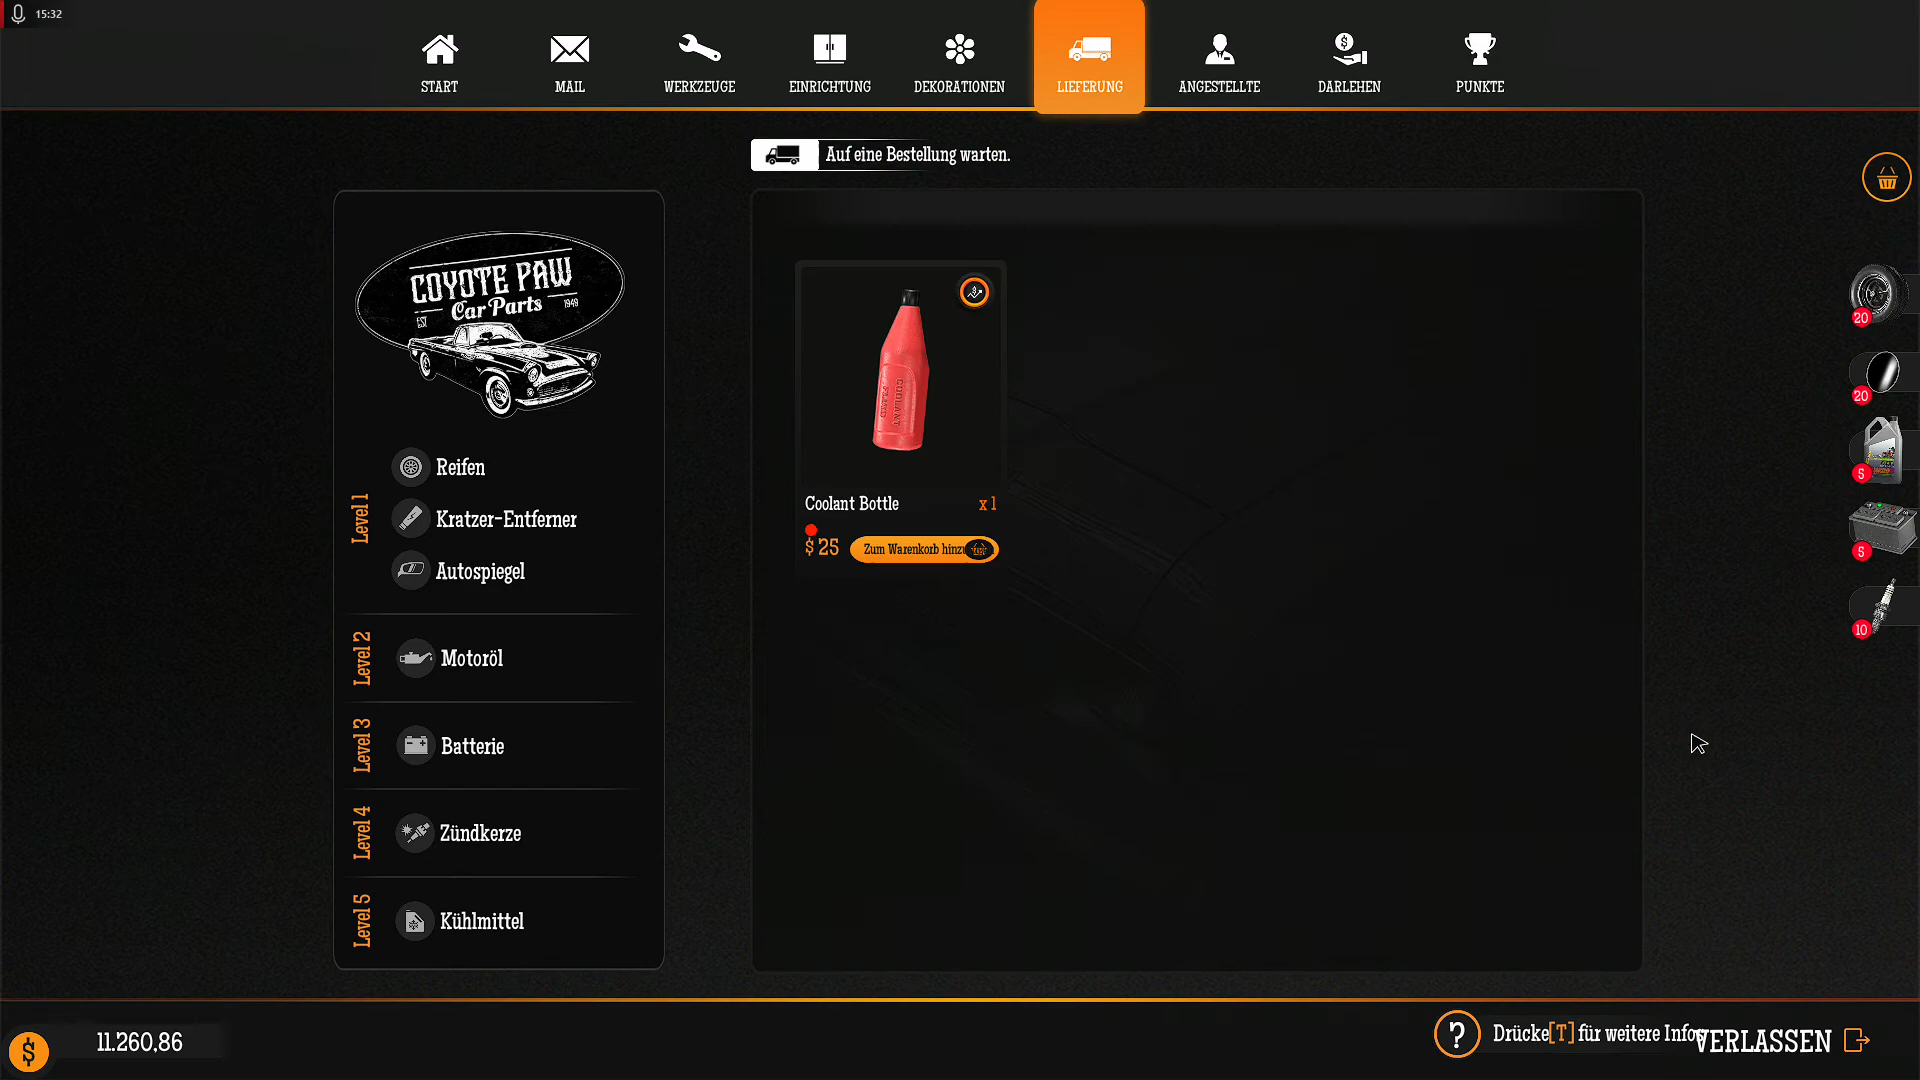 15:32
START
MAIL
WERKZEUGE
EINRICHTUNG
DEKORATIONEN
LIEFERUNG
ANGESTELLTE
DARLEHEN
PUNKTE
Auf eine Bestellung warten.
COYOTE PAW
Car Parts
EST
1949
Level 1
Reifen
Kratzer-Entferner
Autospiegel
Level 2
Motoröl
Level 3
Batterie
Level 4
Zündkerze
Level 5
Kühlmittel
COOLANT
FLUID
Coolant Bottle
x 1
$ 25
Zum Warenkorb hinzu
20
20
5
5
10
$
11.260,86
?
Drücke[T] für weitere Infos
VERLASSEN